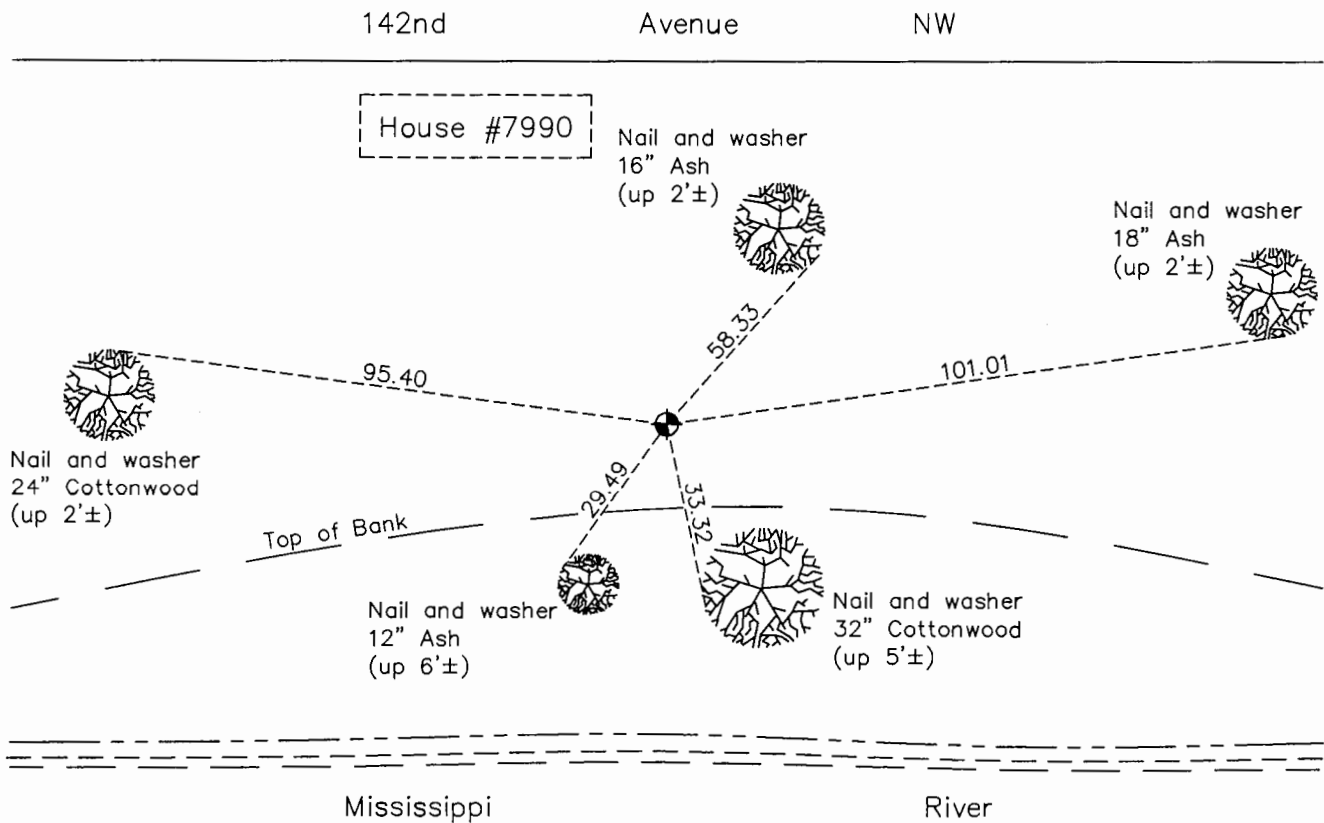 142nd Avenue NW
House #7990
Nail and washer
16" Ash
(up 2'±)
Nail and washer
18" Ash
(up 2'±)
58.33
95.40
101.01
Nail and washer
24" Cottonwood
(up 2'±)
29.49
33.32
Top of Bank
Nail and washer
12" Ash
(up 6'±)
Nail and washer
32" Cottonwood
(up 5'±)
Mississippi River